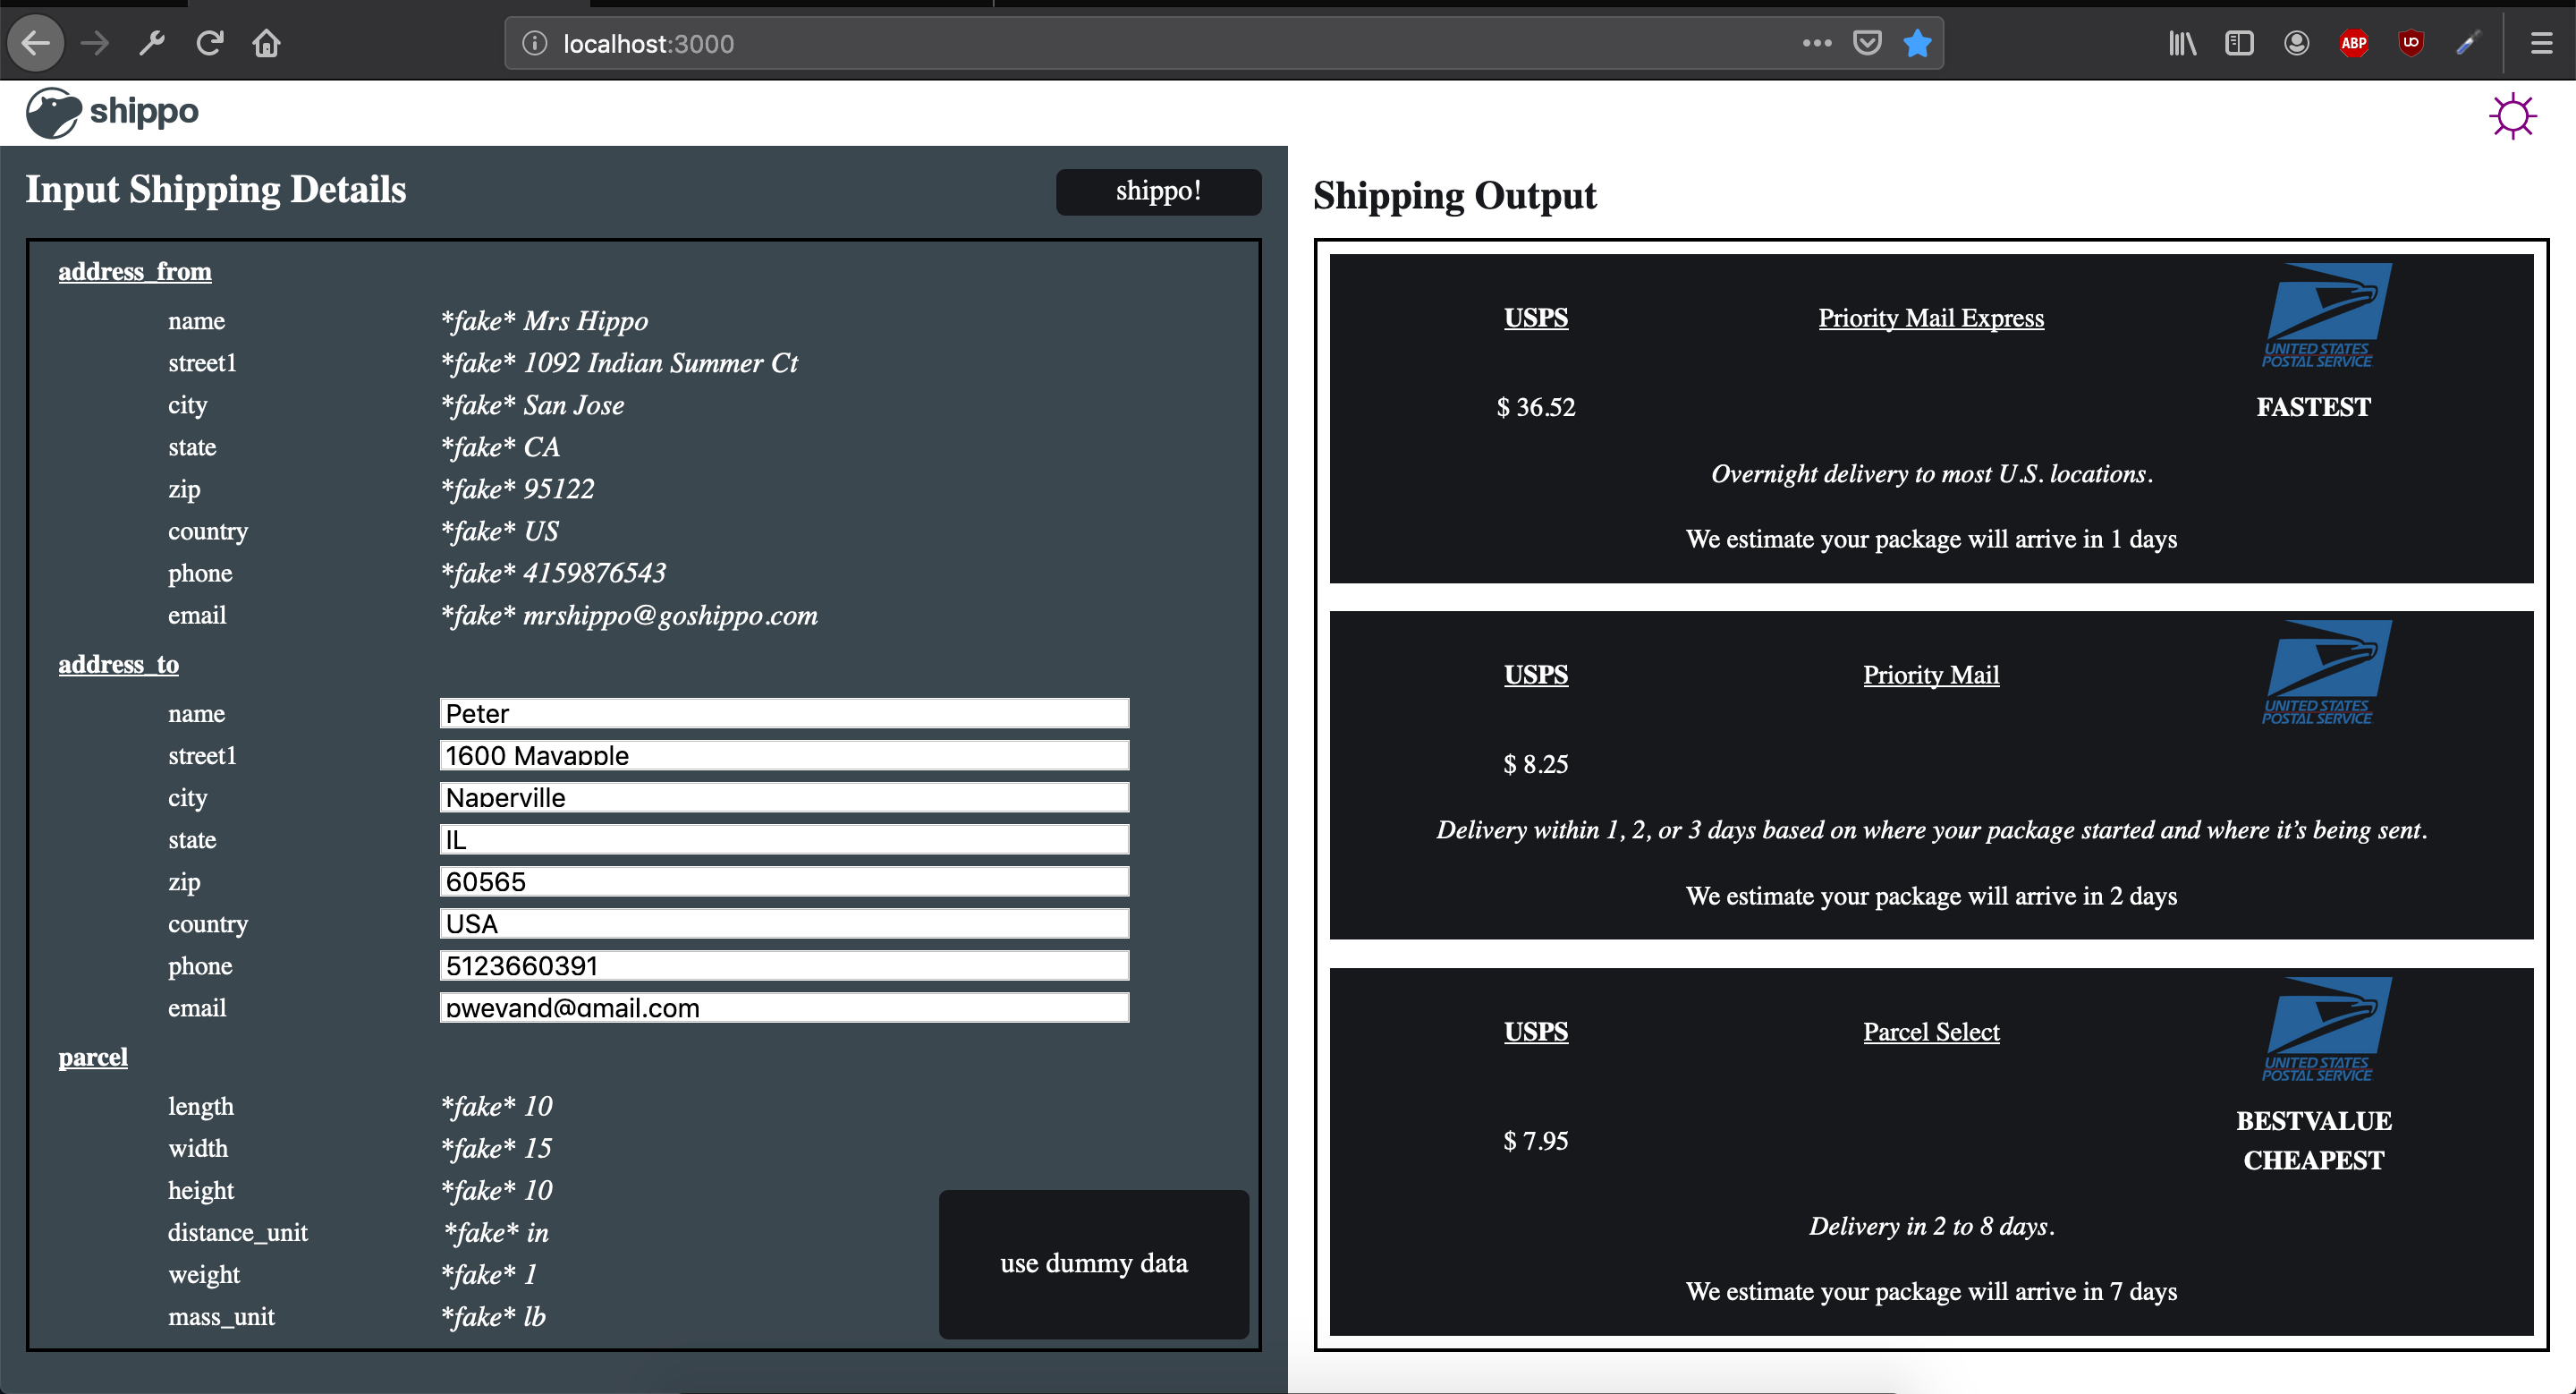 localhost:3000
ABP
shippo
Input Shipping Details
shippo!
address_from
name *fake* Mrs Hippo
street1 *fake* 1092 Indian Summer Ct
city *fake* San Jose
state *fake* CA
zip *fake* 95122
country *fake* US
phone *fake* 4159876543
email *fake* mrshippo@goshippo.com
address_to
name Peter
street1 1600 Mayapple
city Naperville
state IL
zip 60565
country USA
phone 5123660391
email pweyand@gmail.com
parcel
length *fake* 10
width *fake* 15
height *fake* 10
distance_unit *fake* in
weight *fake* 1
mass_unit *fake* lb
use dummy data
Shipping Output
USPS Priority Mail Express
UNITED STATES
POSTAL SERVICE
$ 36.52 FASTEST
Overnight delivery to most U.S. locations.
We estimate your package will arrive in 1 days
USPS Priority Mail
UNITED STATES
POSTAL SERVICE
$ 8.25
Delivery within 1, 2, or 3 days based on where your package started and where it’s being sent.
We estimate your package will arrive in 2 days
USPS Parcel Select
UNITED STATES
POSTAL SERVICE
$ 7.95
BESTVALUE
CHEAPEST
Delivery in 2 to 8 days.
We estimate your package will arrive in 7 days